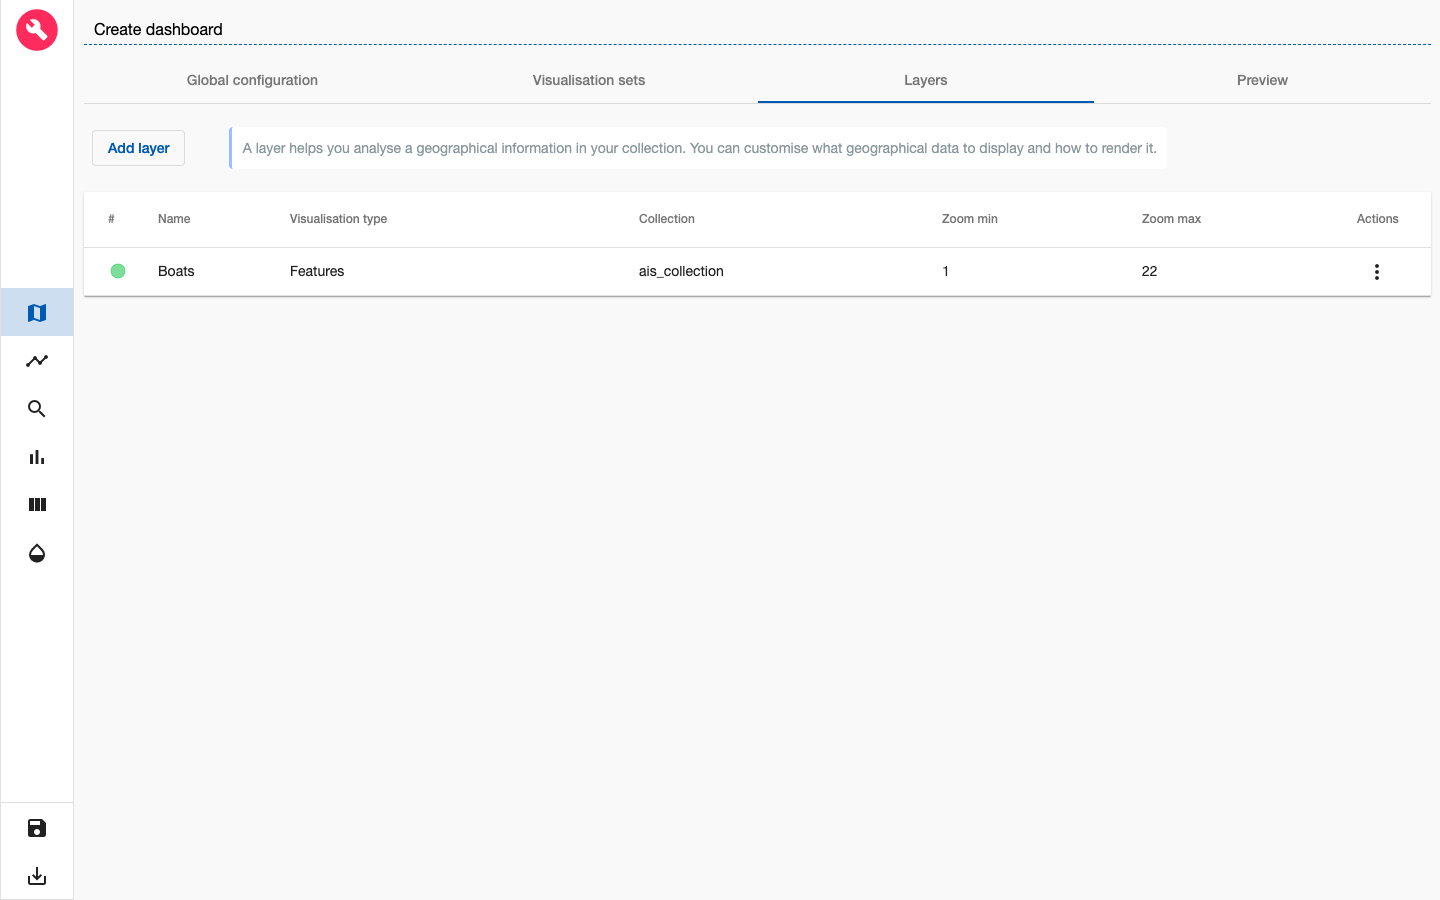 Create dashboard
Global configuration Visualisation sets Layers Preview
Add layer
A layer helps you analyse a geographical information in your collection. You can customise what geographical data to display and how to render it.
# Name Visualisation type Collection Zoom min Zoom max Actions
Boats Features ais_collection 1 22